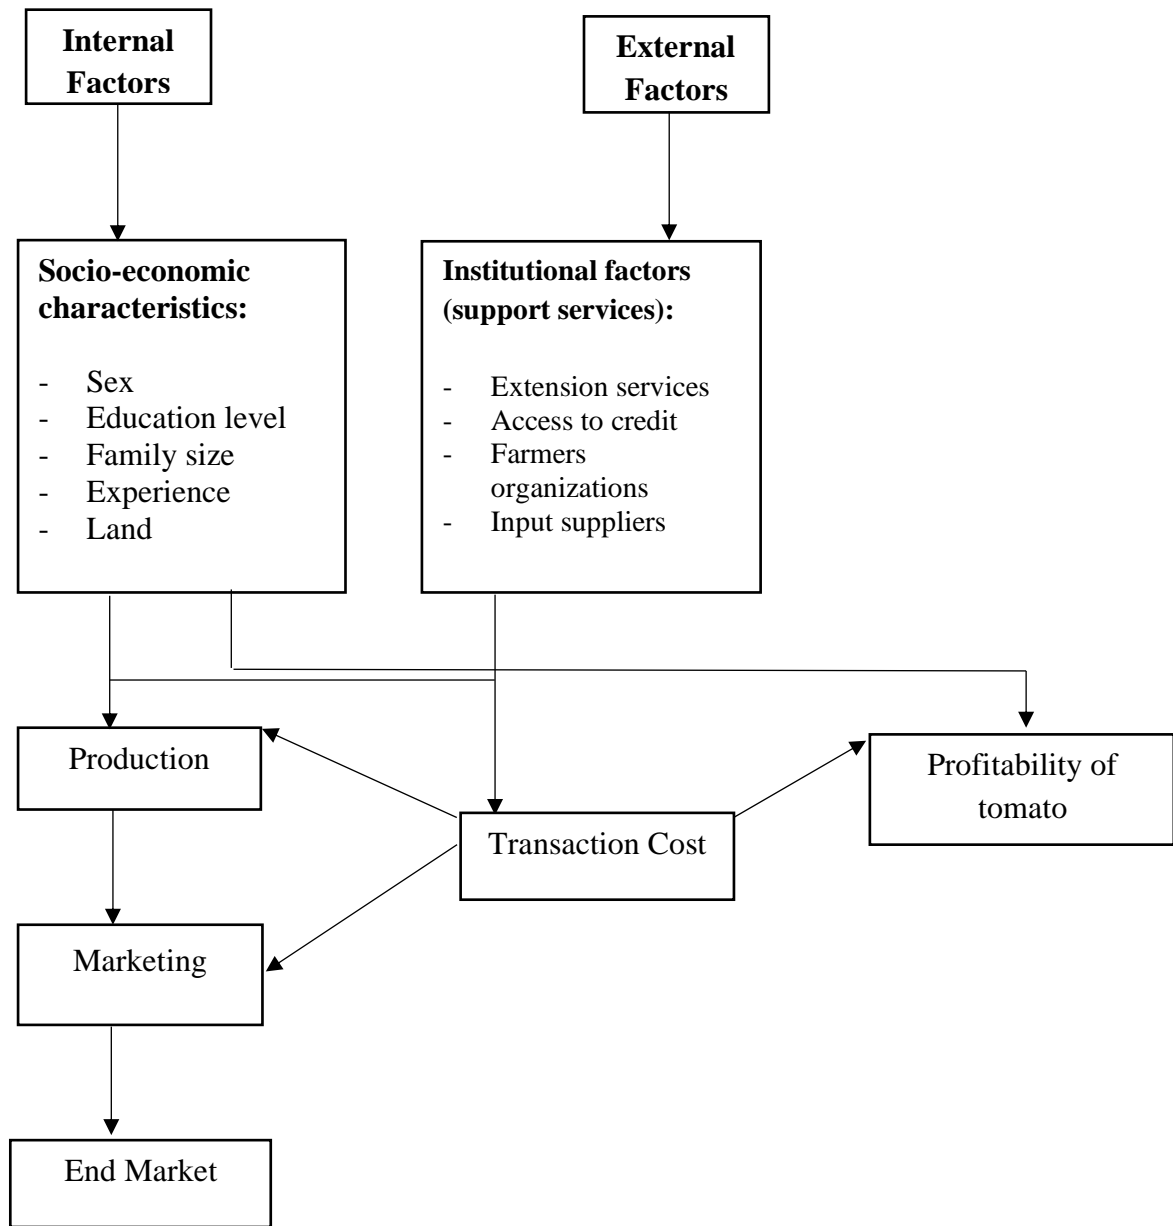 Internal
Factors
External
Factors
Socio-economic
characteristics:
- Sex
- Education level
- Family size
- Experience
- Land
Institutional factors
(support services):
- Extension services
- Access to credit
- Farmers
organizations
- Input suppliers
Production
Profitability of
tomato
Transaction Cost
Marketing
End Market